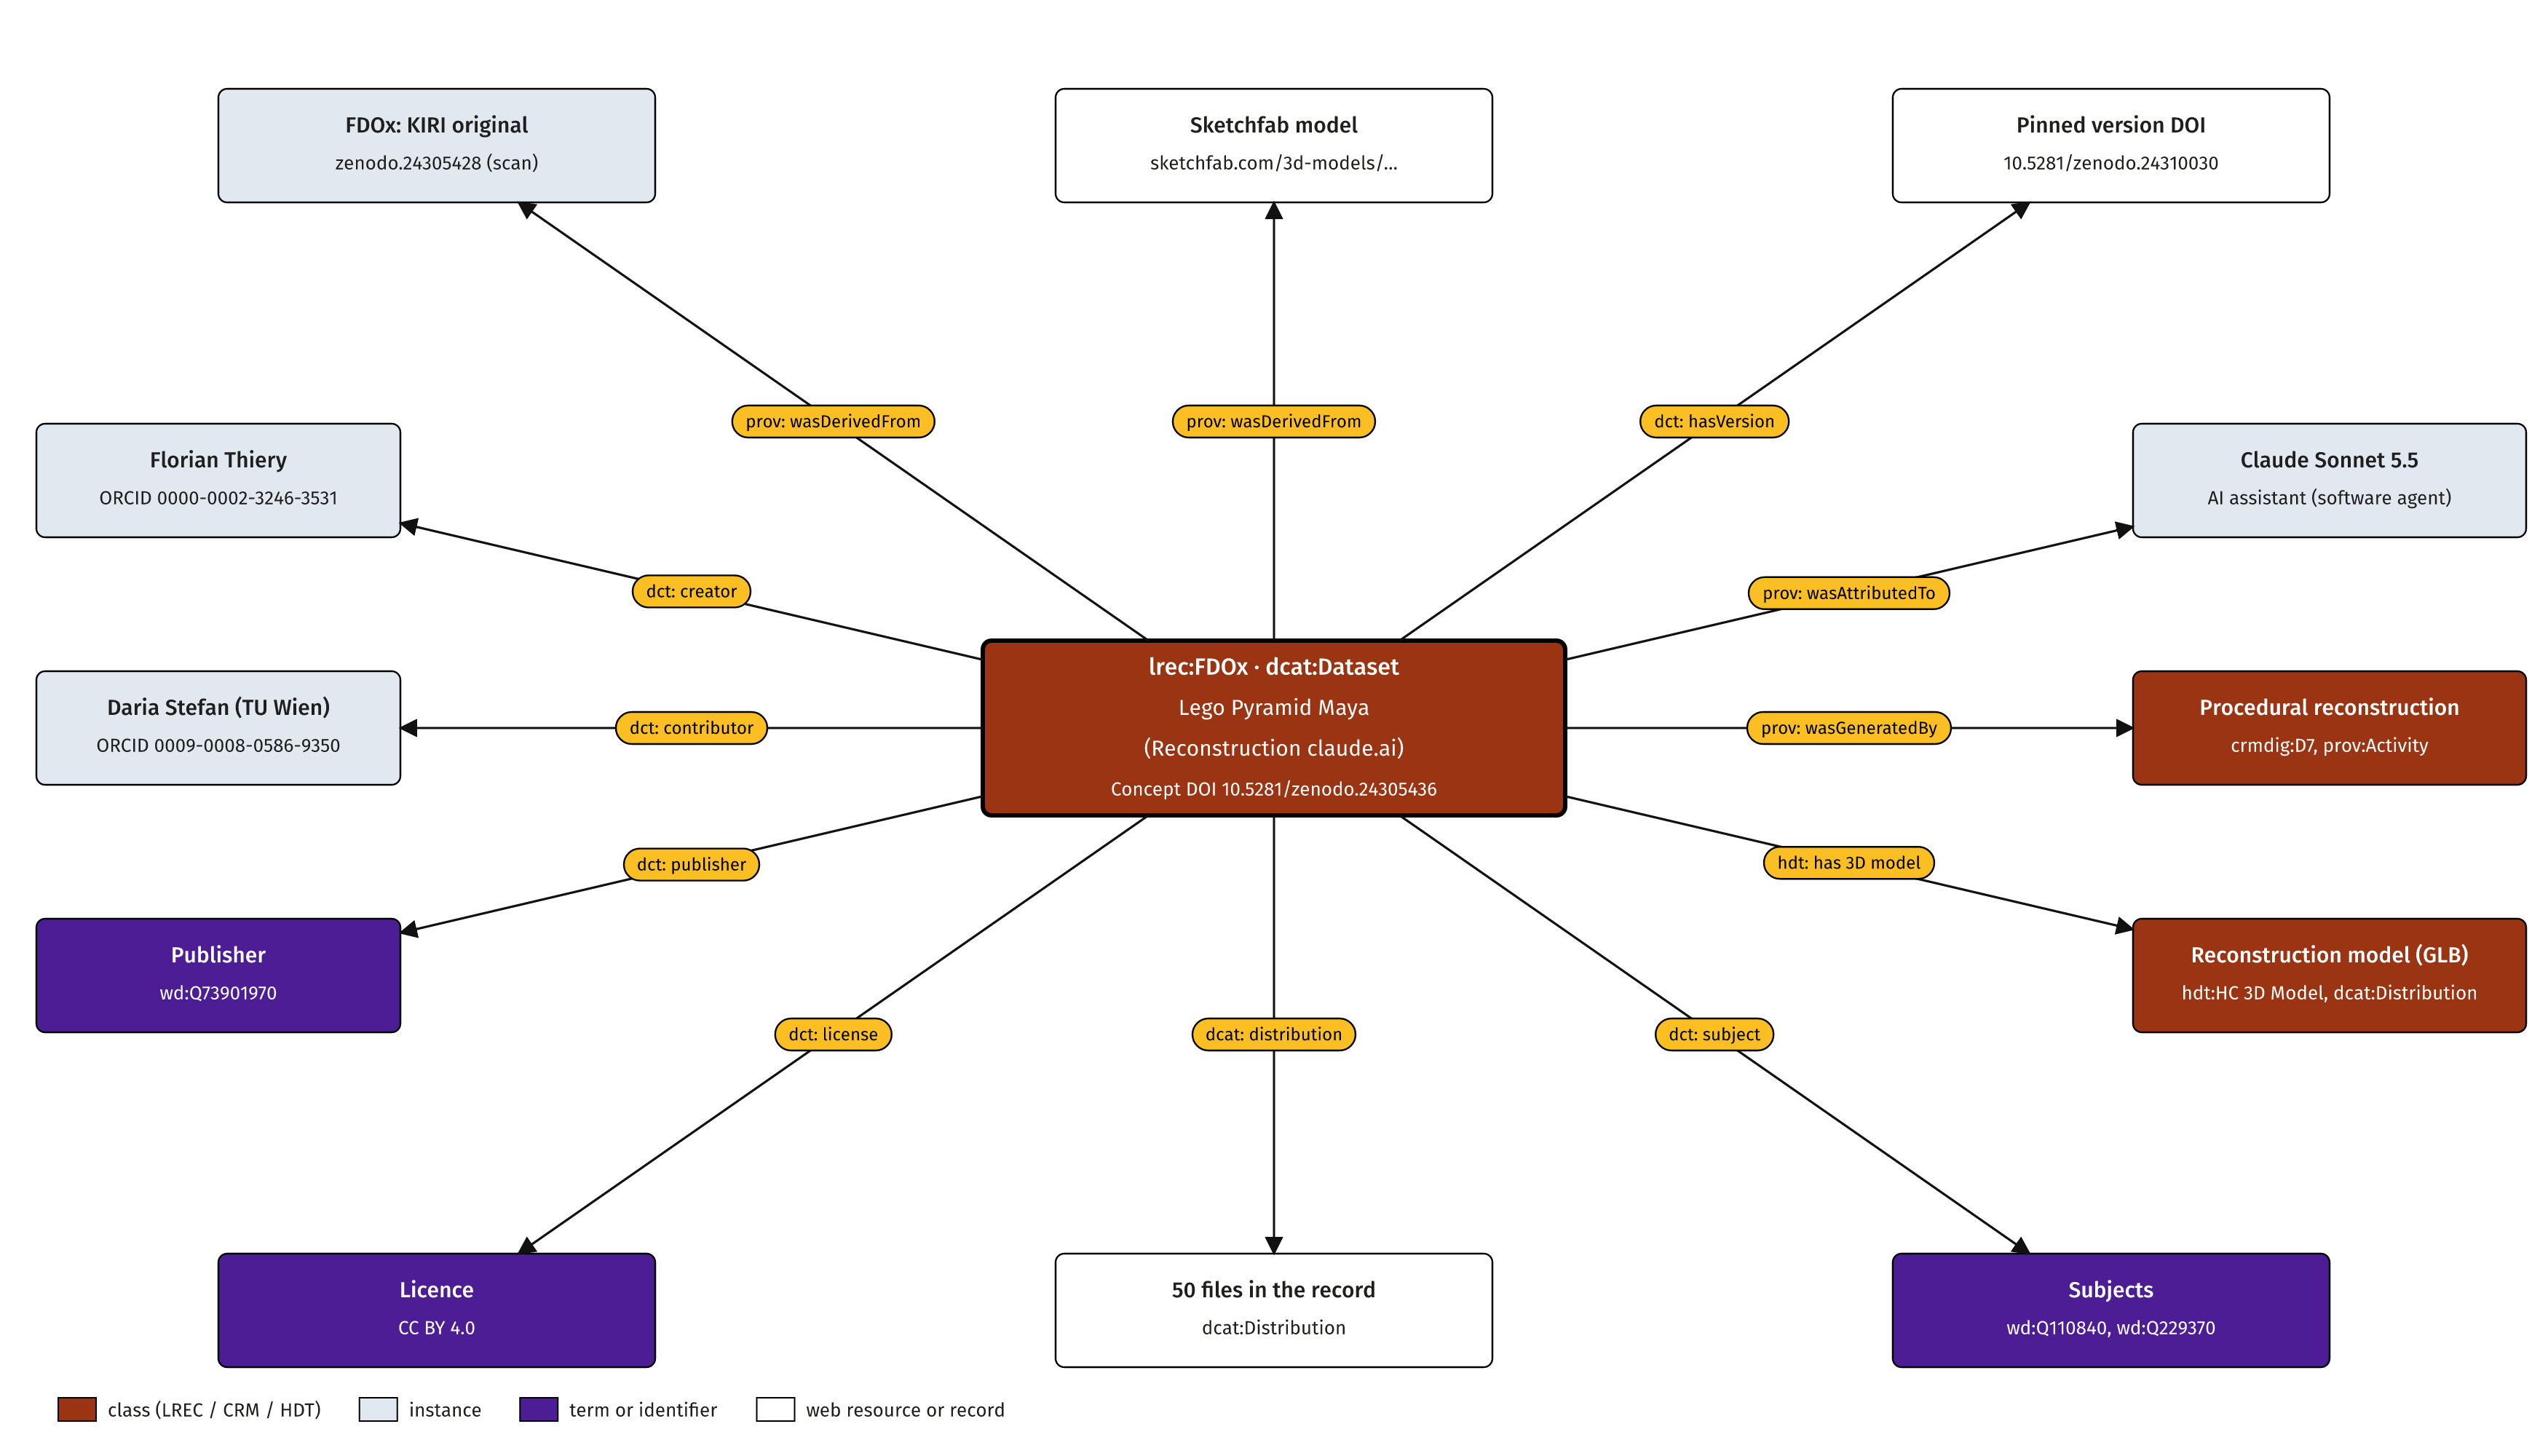 FDOx: KIRI original
zenodo.24305428 (scan)
Sketchfab model
sketchfab.com/3d-models/...
Pinned version DOI
10.5281/zenodo.24310030
prov: wasDerivedFrom
prov: wasDerivedFrom
dct: hasVersion
Florian Thiery
ORCID 0000-0002-3246-3531
Claude Sonnet 5.5
AI assistant (software agent)
dct: creator
prov: wasAttributedTo
lrec:FDOx · dcat:Dataset
Lego Pyramid Maya
(Reconstruction claude.ai)
Concept DOI 10.5281/zenodo.24305436
Daria Stefan (TU Wien)
ORCID 0009-0008-0586-9350
dct: contributor
prov: wasGeneratedBy
Procedural reconstruction
crmdig:D7, prov:Activity
dct: publisher
hdt: has 3D model
Publisher
wd:Q73901970
Reconstruction model (GLB)
hdt:HC 3D Model, dcat:Distribution
dct: license
dcat: distribution
dct: subject
Licence
CC BY 4.0
50 files in the record
dcat:Distribution
Subjects
wd:Q110840, wd:Q229370
class (LREC / CRM / HDT)
instance
term or identifier
web resource or record